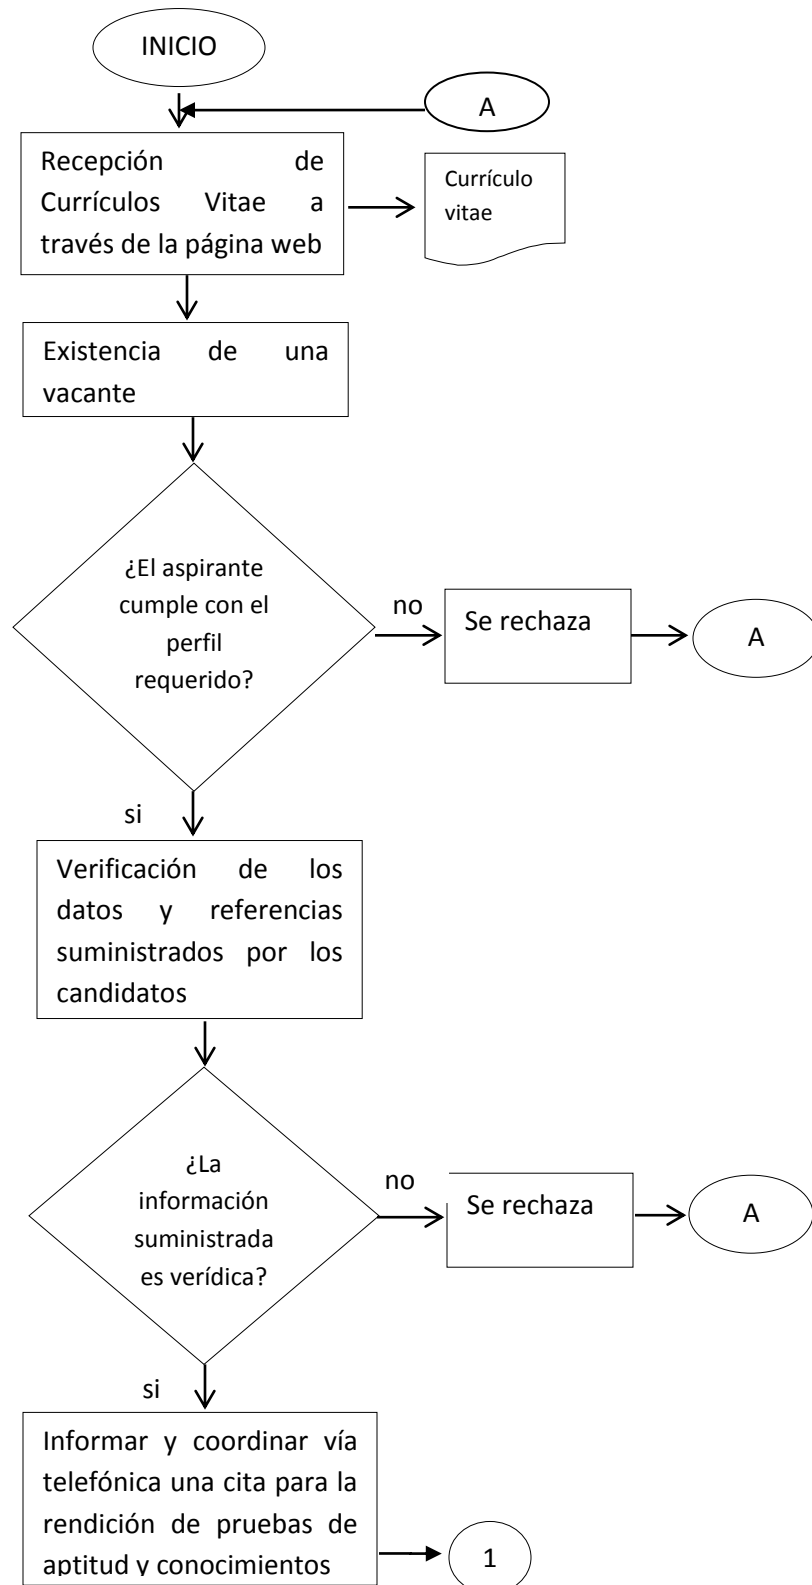 INICIO
A
Recepción de
Currículos Vitae a
través de la página web
Currículo
vitae
Existencia de una
vacante
¿El aspirante
cumple con el
perfil
requerido?
no
Se rechaza
A
si
Verificación de los
datos y referencias
suministrados por los
candidatos
¿La
información
suministrada
es verídica?
no
Se rechaza
A
si
Informar y coordinar vía
telefónica una cita para la
rendición de pruebas de
aptitud y conocimientos
1